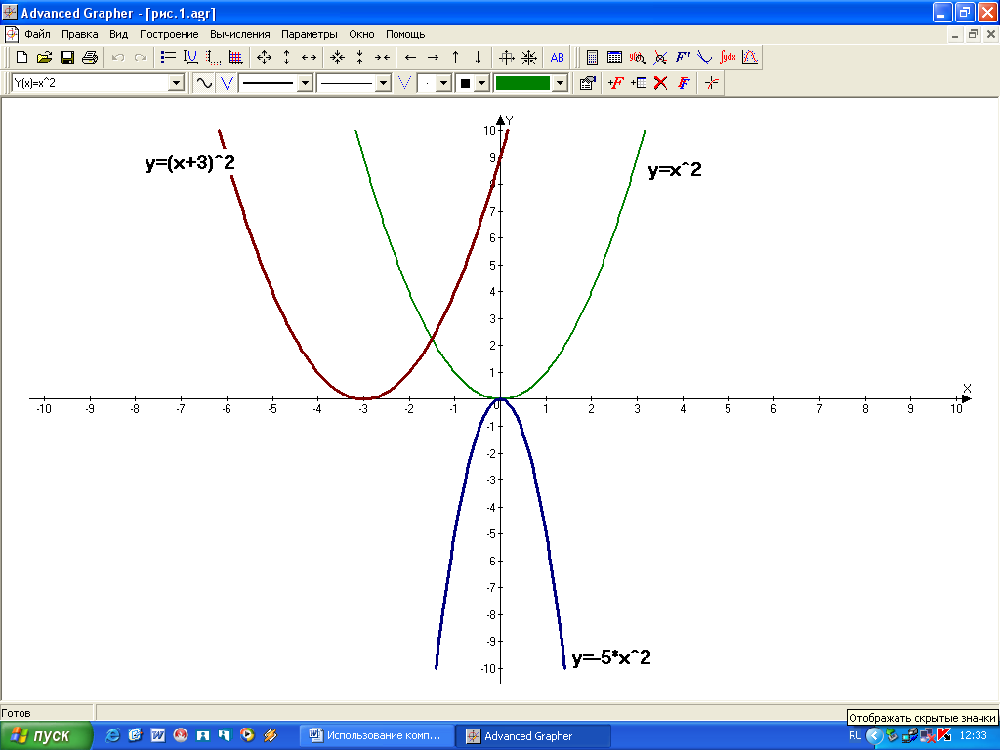 Advanced Grapher - [рис.1.agr]
Файл Правка Вид Построение Вычисления Параметры Окно Помощь
AB F' ∫ydx
Y(x)=x^2
+F F
Y
10
9
8
7
6
5
4
3
2
1
y=(x+3)^2
y=x^2
X
-10 -9 -8 -7 -6 -5 -4 -3 -2 -1 0 1 2 3 4 5 6 7 8 9 10
-1
-2
-3
-4
-5
-6
-7
-8
-9
-10
y=-5*x^2
Готов
Отображать скрытые значки
пуск Использование комп... Advanced Grapher RL 12:33